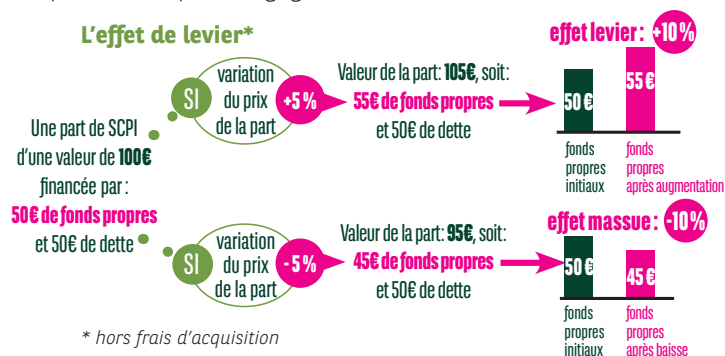 L'effet de levier*
Une part de SCPI
d'une valeur de 100€
financée par :
50€ de fonds propres
et 50€ de dette
SI
variation
du prix
de la part
+5%
Valeur de la part: 105€, soit:
55€ de fonds propres
et 50€ de dette
effet levier : +10%
50 €
55 €
fonds
propres
initiaux
fonds
propres
après augmentation
SI
variation
du prix
de la part
-5%
Valeur de la part: 95€, soit:
45€ de fonds propres
et 50€ de dette
effet massue : -10%
50 €
45 €
fonds
propres
initiaux
fonds
propres
après baisse
* hors frais d'acquisition